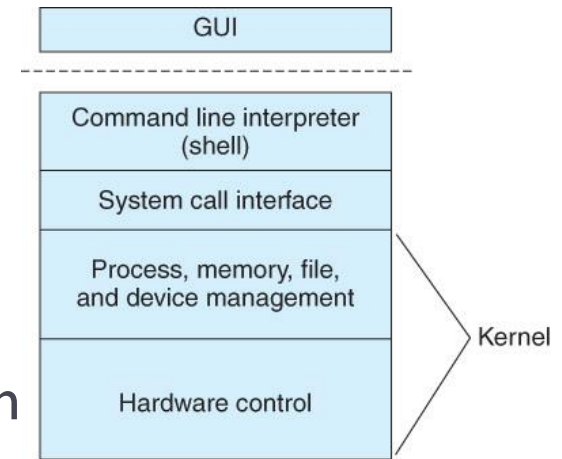 GUI
Command line interpreter
(shell)
System call interface
Process, memory, file,
and device management
Kernel
Hardware control